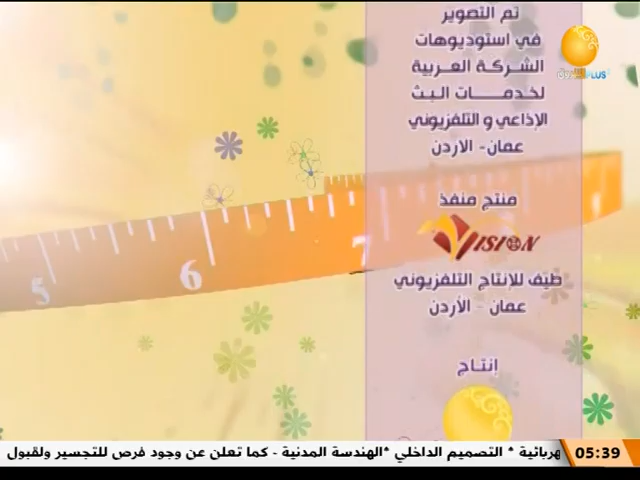 تم التصوير
في استوديوهات
الشركة العربية
لخدمات البث
الإذاعي و التلفزيوني
عمان- الاردن
PLUS
منتج منفذ
VISION
طيف للإنتاج التلفزيوني
عمان - الأردن
إنتاج
5
6
7
التصميم الداخلي *الهندسة المدنية - كما تعلن عن وجود فرص للتجسير ولقبول
05:39